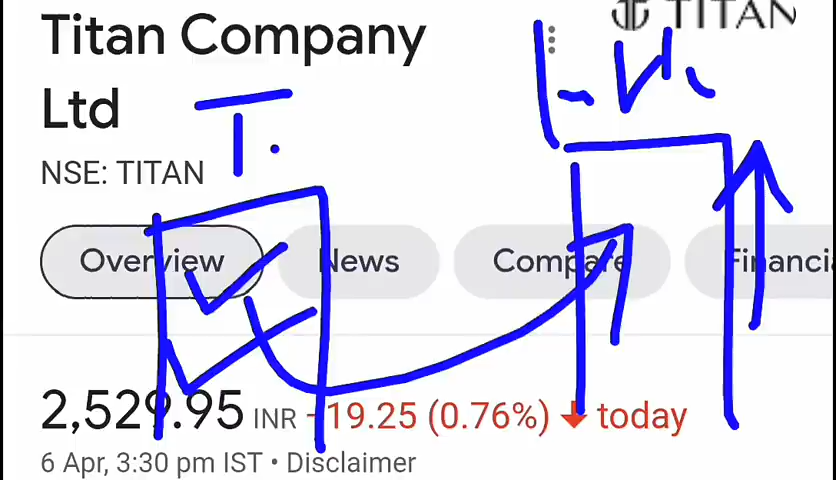 Titan Company
Ltd
TITAN
T.
NSE: TITAN
Overview News Compare Financia
2,529.95 INR -19.25 (0.76%) ↓ today
6 Apr, 3:30 pm IST • Disclaimer